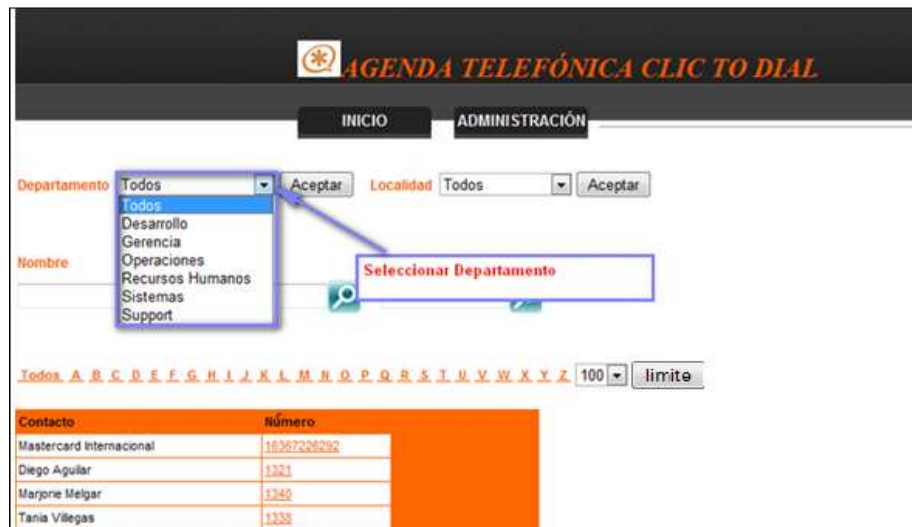 AGENDA TELEFÓNICA CLIC TO DIAL
INICIO ADMINISTRACIÓN
Departamento Todos Aceptar Localidad Todos Aceptar
Todos
Desarrollo
Gerencia
Operaciones
Recursos Humanos
Sistemas
Support
Nombre
Seleccionar Departamento
Todos A B C D E F G H I J K L M N O P Q R S T U V W X Y Z 100 limite
Contacto Número
Mastercard Internacional 16367226292
Diego Aguilar 1321
Marjorie Melgar 1340
Tania Villegas 1338